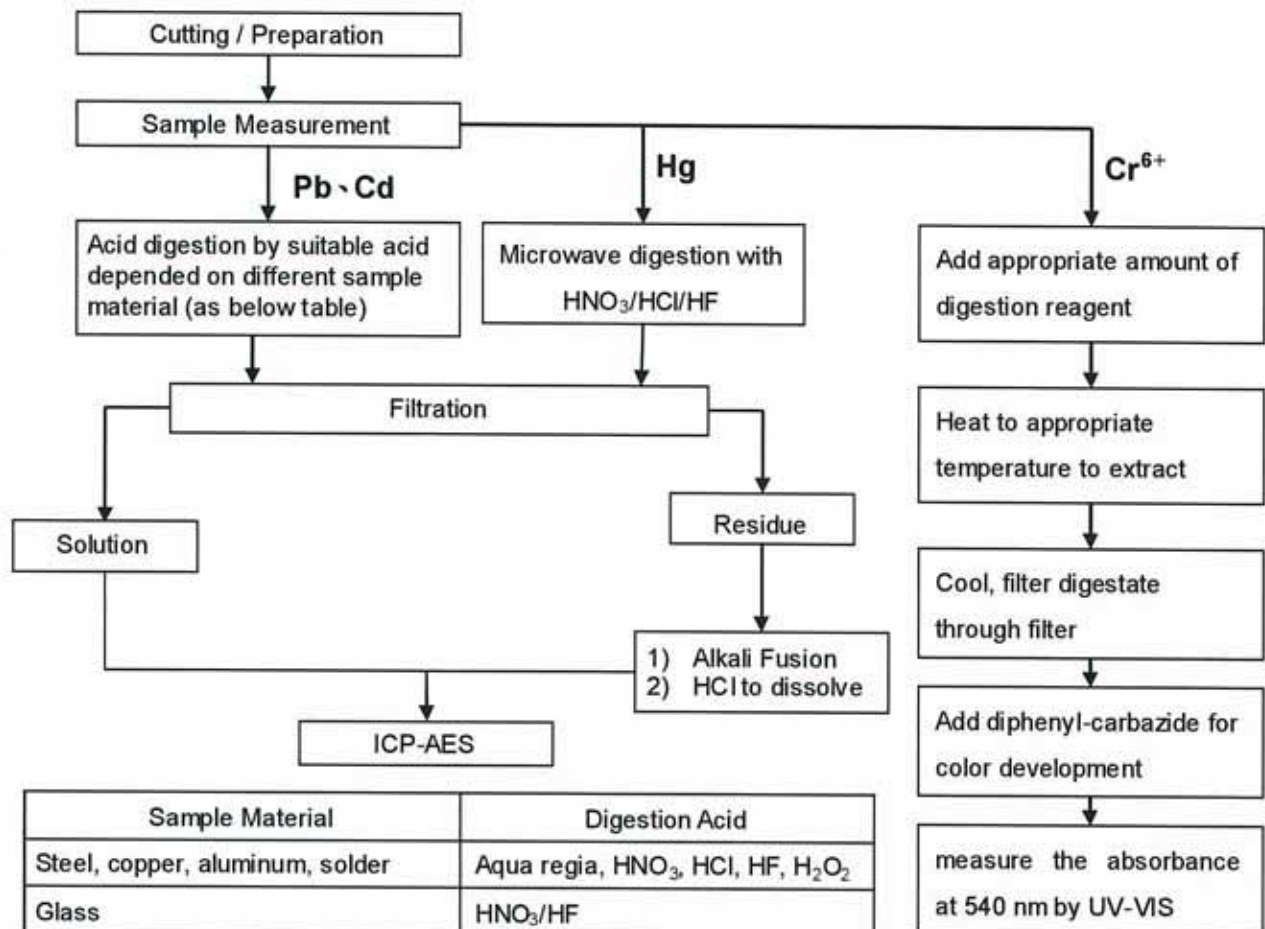 Cutting / Preparation
Sample Measurement
Pb、Cd
Hg
Cr⁶⁺
Acid digestion by suitable acid
depended on different sample
material (as below table)
Microwave digestion with
HNO₃/HCl/HF
Add appropriate amount of
digestion reagent
Filtration
Heat to appropriate
temperature to extract
Solution
Residue
Cool, filter digestate
through filter
1) Alkali Fusion
2) HCl to dissolve
ICP-AES
Add diphenyl-carbazide for
color development
Sample Material	Digestion Acid
Steel, copper, aluminum, solder	Aqua regia, HNO₃, HCl, HF, H₂O₂
Glass	HNO₃/HF
measure the absorbance
at 540 nm by UV-VIS